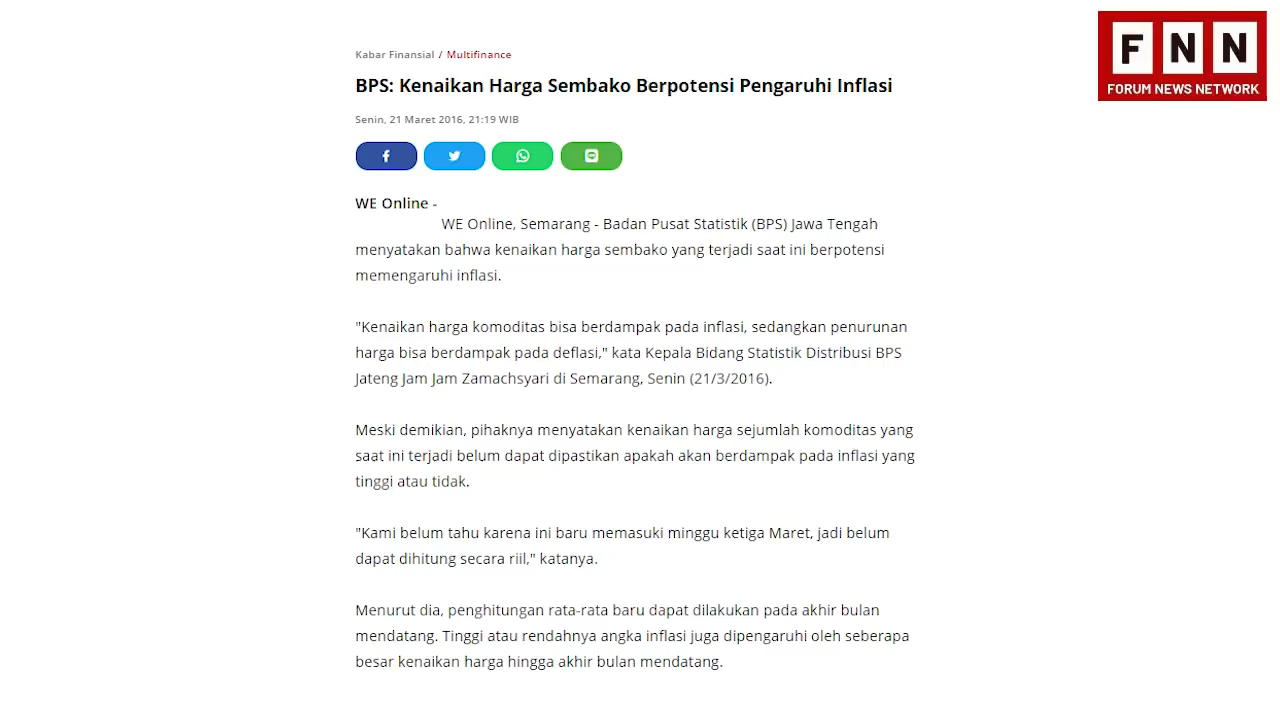 F N N
FORUM NEWS NETWORK
Kabar Finansial / Multifinance
BPS: Kenaikan Harga Sembako Berpotensi Pengaruhi Inflasi
Senin, 21 Maret 2016, 21:19 WIB
WE Online -
WE Online, Semarang - Badan Pusat Statistik (BPS) Jawa Tengah
menyatakan bahwa kenaikan harga sembako yang terjadi saat ini berpotensi
memengaruhi inflasi.
"Kenaikan harga komoditas bisa berdampak pada inflasi, sedangkan penurunan
harga bisa berdampak pada deflasi," kata Kepala Bidang Statistik Distribusi BPS
Jateng Jam Jam Zamachsyari di Semarang, Senin (21/3/2016).
Meski demikian, pihaknya menyatakan kenaikan harga sejumlah komoditas yang
saat ini terjadi belum dapat dipastikan apakah akan berdampak pada inflasi yang
tinggi atau tidak.
"Kami belum tahu karena ini baru memasuki minggu ketiga Maret, jadi belum
dapat dihitung secara riil," katanya.
Menurut dia, penghitungan rata-rata baru dapat dilakukan pada akhir bulan
mendatang. Tinggi atau rendahnya angka inflasi juga dipengaruhi oleh seberapa
besar kenaikan harga hingga akhir bulan mendatang.